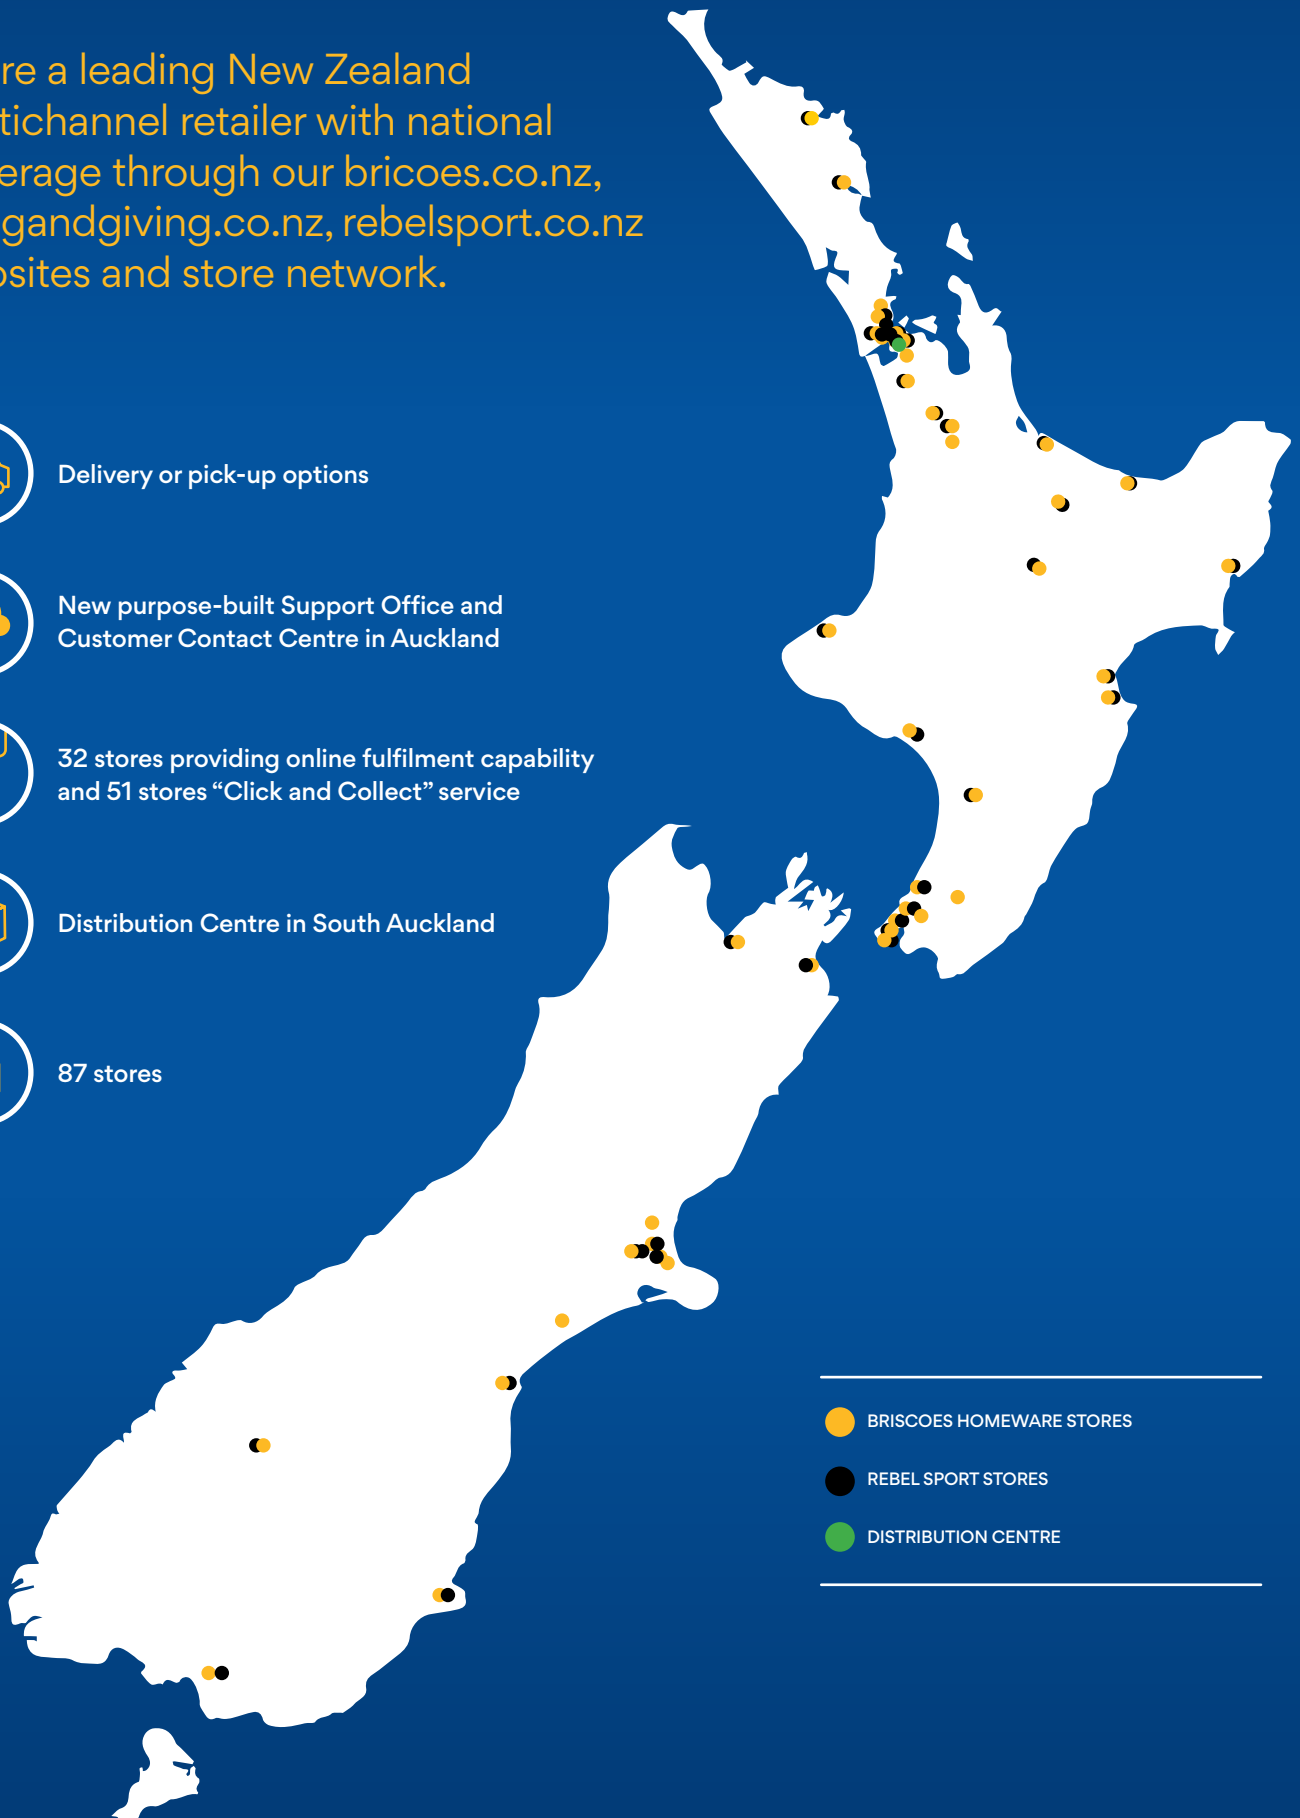 re a leading New Zealand
tichannel retailer with national
erage through our bricoes.co.nz,
gandgiving.co.nz, rebelsport.co.nz
osites and store network.
Delivery or pick-up options
New purpose-built Support Office and
Customer Contact Centre in Auckland
32 stores providing online fulfilment capability
and 51 stores “Click and Collect” service
Distribution Centre in South Auckland
87 stores
BRISCOES HOMEWARE STORES
REBEL SPORT STORES
DISTRIBUTION CENTRE